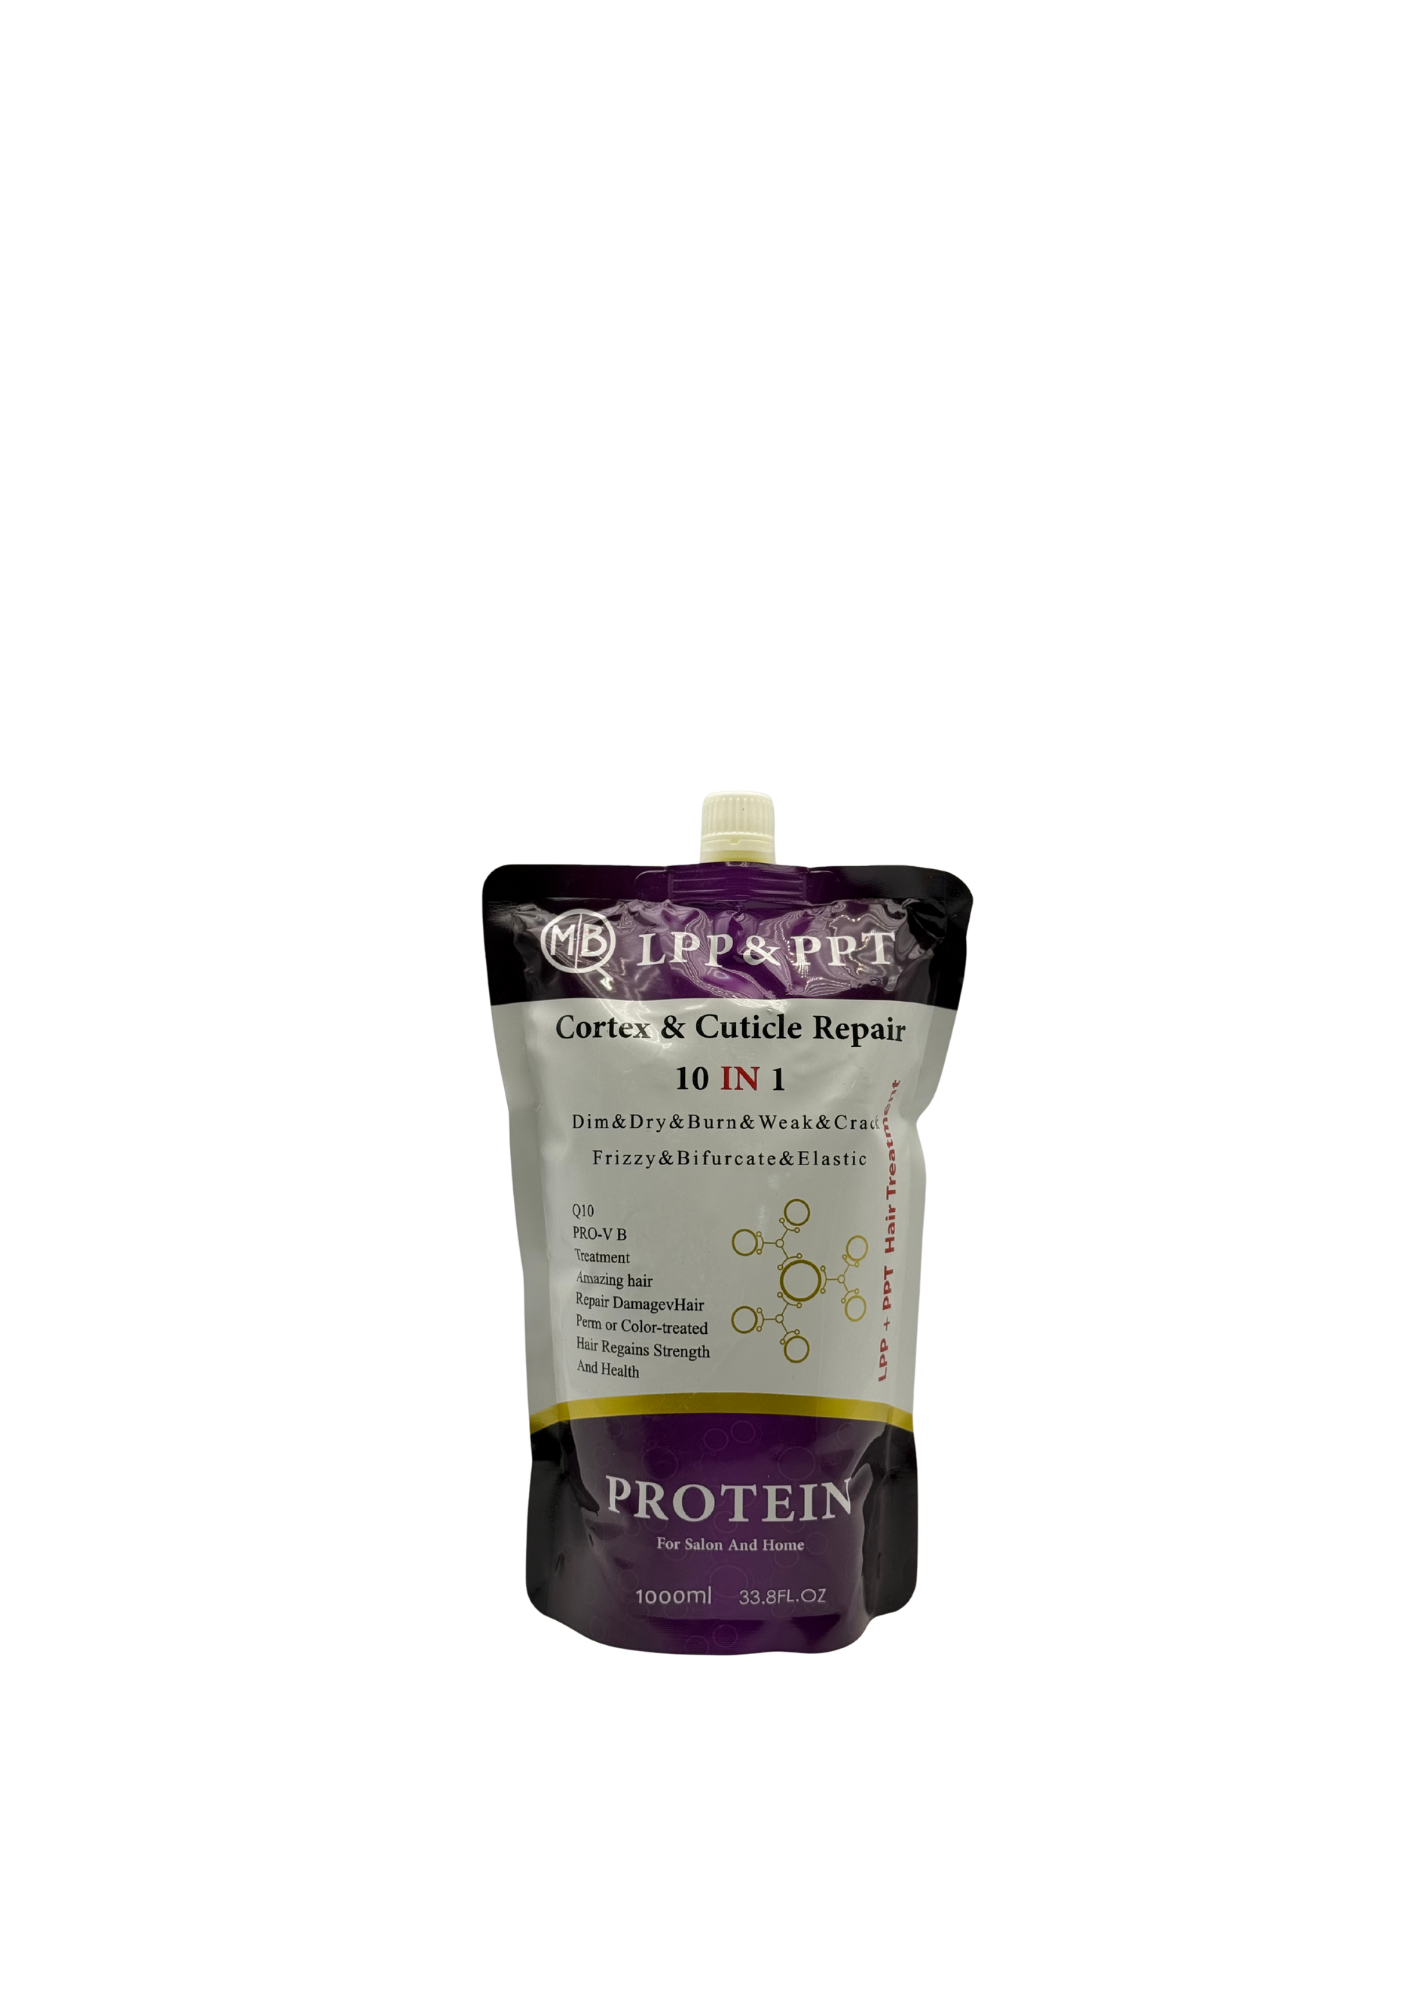 MB LPP&PPT
Cortex & Cuticle Repair
10 IN 1
Dim&Dry&Burn&Weak&Crack
Frizzy&Bifurcate&Elastic
Q10
PRO-V B
Treatment
Amazing hair
Repair DamagevHair
Perm or Color-treated
Hair Regains Strength
And Health
LPP + PPT Hair Treatment
PROTEIN
For Salon And Home
1000ml 33.8FL.OZ